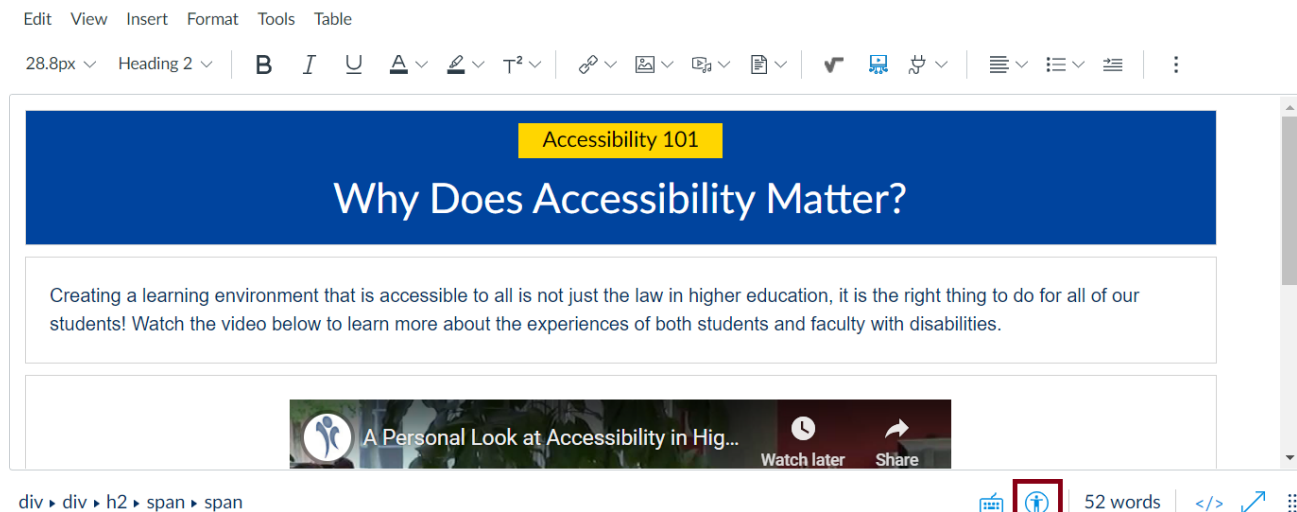 Edit View Insert Format Tools Table
28.8px Heading 2 B I U A T²
Accessibility 101
Why Does Accessibility Matter?
Creating a learning environment that is accessible to all is not just the law in higher education, it is the right thing to do for all of our
students! Watch the video below to learn more about the experiences of both students and faculty with disabilities.
A Personal Look at Accessibility in Hig...
Watch later Share
div ▸ div ▸ h2 ▸ span ▸ span 52 words </>